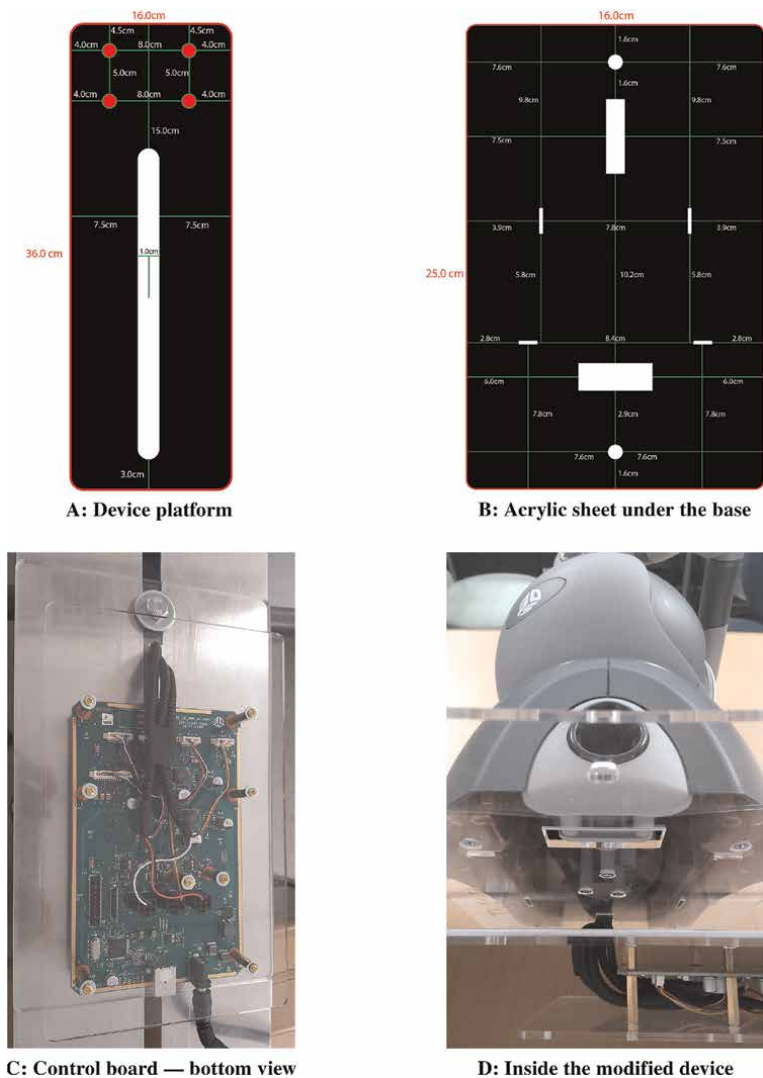 16.0cm
4.5cm 4.5cm
4.0cm 8.0cm 4.0cm
5.0cm 5.0cm
4.0cm 8.0cm 4.0cm
15.0cm
7.5cm 7.5cm
1.0cm
36.0 cm
3.0cm
A: Device platform
16.0cm
1.6cm
7.6cm 7.6cm
1.6cm
9.8cm 9.8cm
7.5cm 7.5cm
3.9cm 7.8cm 3.9cm
25.0 cm
5.8cm 10.2cm 5.8cm
2.8cm 8.4cm 2.8cm
6.0cm 6.0cm
7.8cm 2.9cm 7.8cm
7.6cm 7.6cm
1.6cm
B: Acrylic sheet under the base
C: Control board — bottom view
D: Inside the modified device